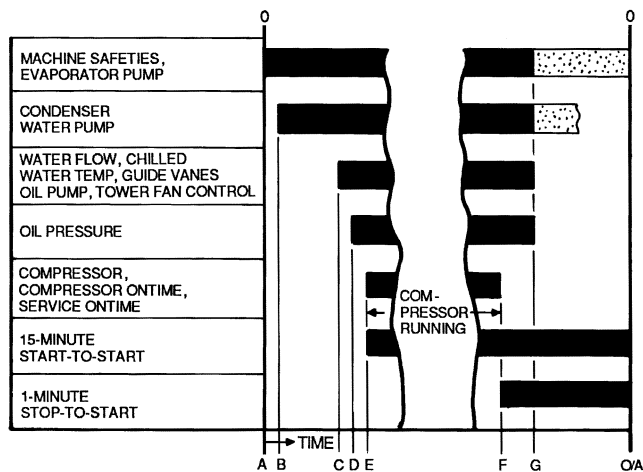 0
0
MACHINE SAFETIES,
EVAPORATOR PUMP
CONDENSER
WATER PUMP
WATER FLOW, CHILLED
WATER TEMP, GUIDE VANES
OIL PUMP, TOWER FAN CONTROL
OIL PRESSURE
COMPRESSOR,
COMPRESSOR ONTIME,
SERVICE ONTIME
COM-
PRESSOR
RUNNING
15-MINUTE
START-TO-START
1-MINUTE
STOP-TO-START
TIME
A B C D E F G O/A